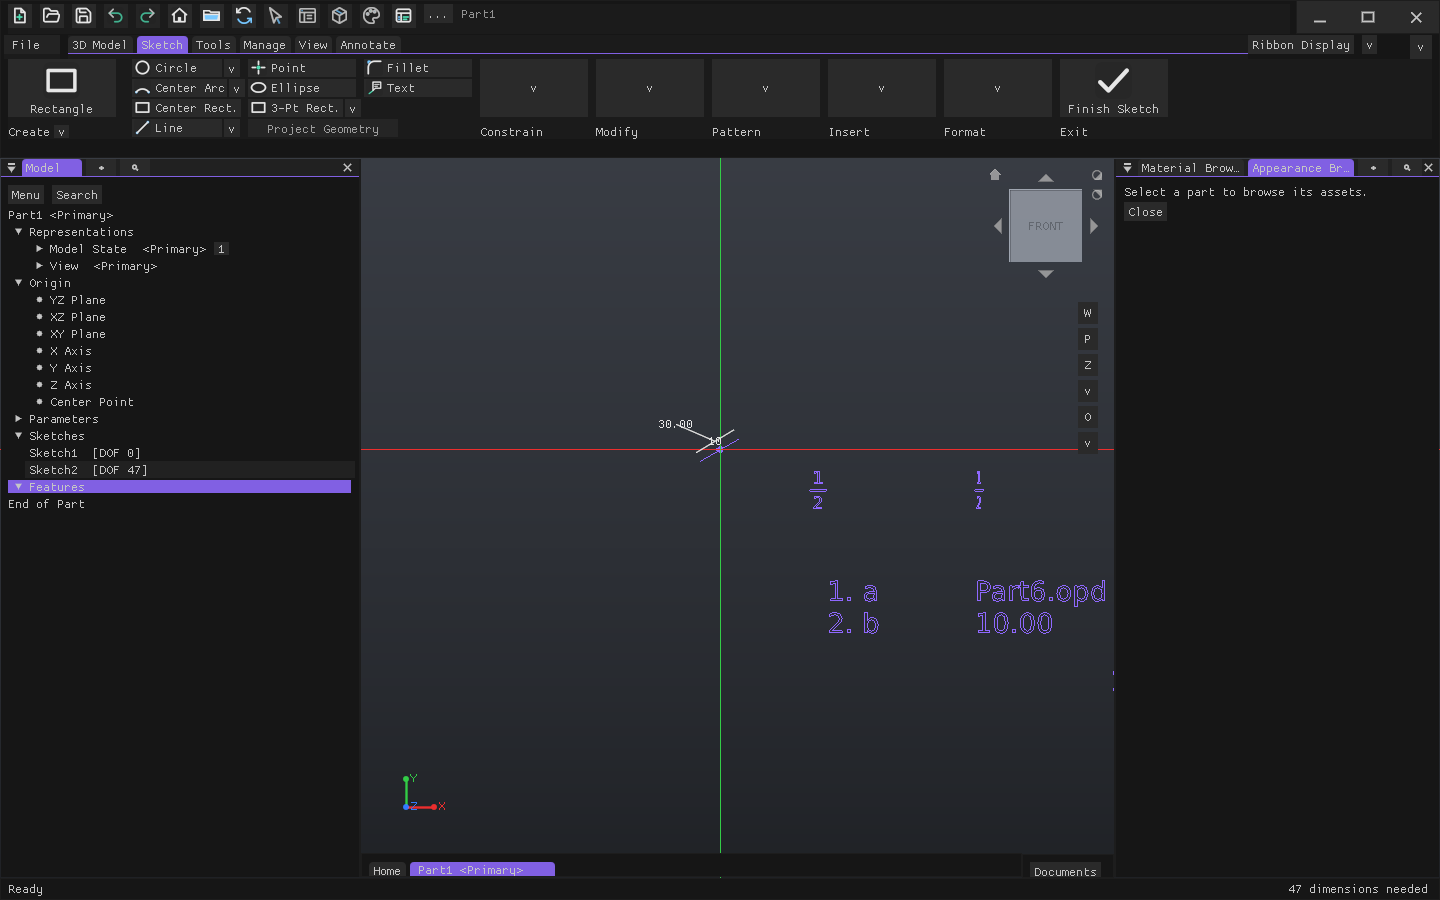 ... Part1
File 3D Model Sketch Tools Manage View Annotate Ribbon Display v v
Circle v Point Fillet
Center Arc v Ellipse Text
Rectangle Center Rect. 3-Pt Rect. v Finish Sketch
v v v v v
Create v Line v Project Geometry Constrain Modify Pattern Insert Format Exit
Model Material Brow… Appearance Br…
Menu Search
Select a part to browse its assets.
Close
Part1 <Primary>
Representations
Model State <Primary> 1
View <Primary>
Origin
YZ Plane
XZ Plane
XY Plane
X Axis
Y Axis
Z Axis
Center Point
Parameters
Sketches
Sketch1 [DOF 0]
Sketch2 [DOF 47]
Features
End of Part
FRONT
W
P
Z
v
O
v
30.00
10
1
2
1
2
1. a
2. b
Part6.opd
10.00
Y
Z X
Home Part1 <Primary> Documents
Ready 47 dimensions needed